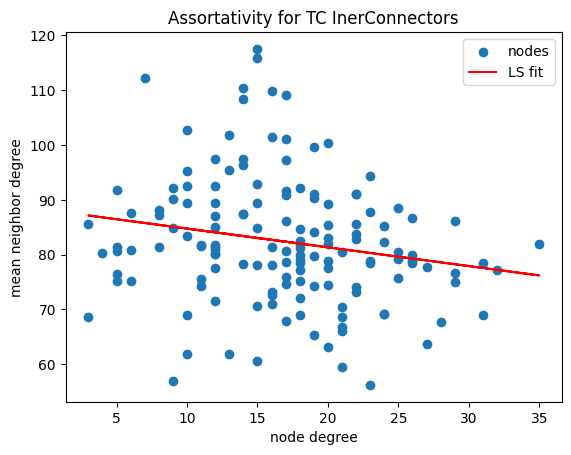 Assortativity for TC InerConnectors
nodes
LS fit
120
110
100
90
80
70
60
mean neighbor degree
5 10 15 20 25 30 35
node degree